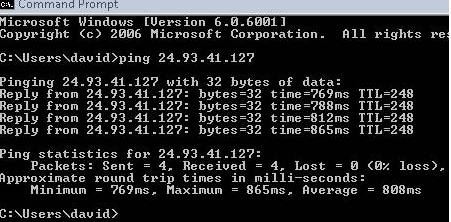 Command Prompt
Microsoft Windows [Version 6.0.6001]
Copyright (c) 2006 Microsoft Corporation. All rights res
C:\Users\david>ping 24.93.41.127
Pinging 24.93.41.127 with 32 bytes of data:
Reply from 24.93.41.127: bytes=32 time=769ms TTL=248
Reply from 24.93.41.127: bytes=32 time=788ms TTL=248
Reply from 24.93.41.127: bytes=32 time=812ms TTL=248
Reply from 24.93.41.127: bytes=32 time=865ms TTL=248
Ping statistics for 24.93.41.127:
Packets: Sent = 4, Received = 4, Lost = 0 (0% loss),
Approximate round trip times in milli-seconds:
Minimum = 769ms, Maximum = 865ms, Average = 808ms
C:\Users\david>